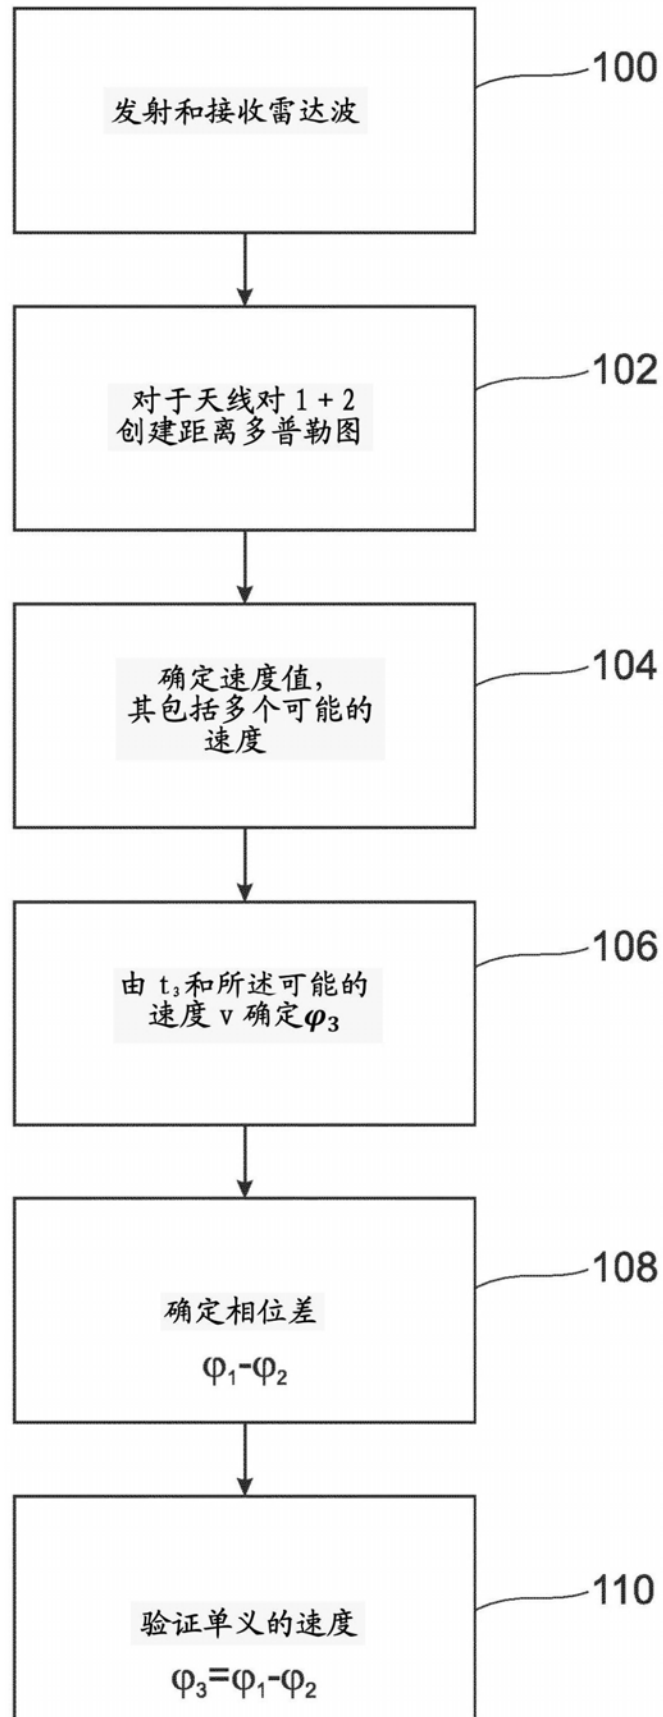 发射和接收雷达波
100
对于天线对 1 + 2
创建距离多普勒图
102
确定速度值，
其包括多个可能的
速度
104
由 t₃和所述可能的
速度 v 确定φ₃
106
确定相位差
φ₁-φ₂
108
验证单义的速度
φ₃=φ₁-φ₂
110